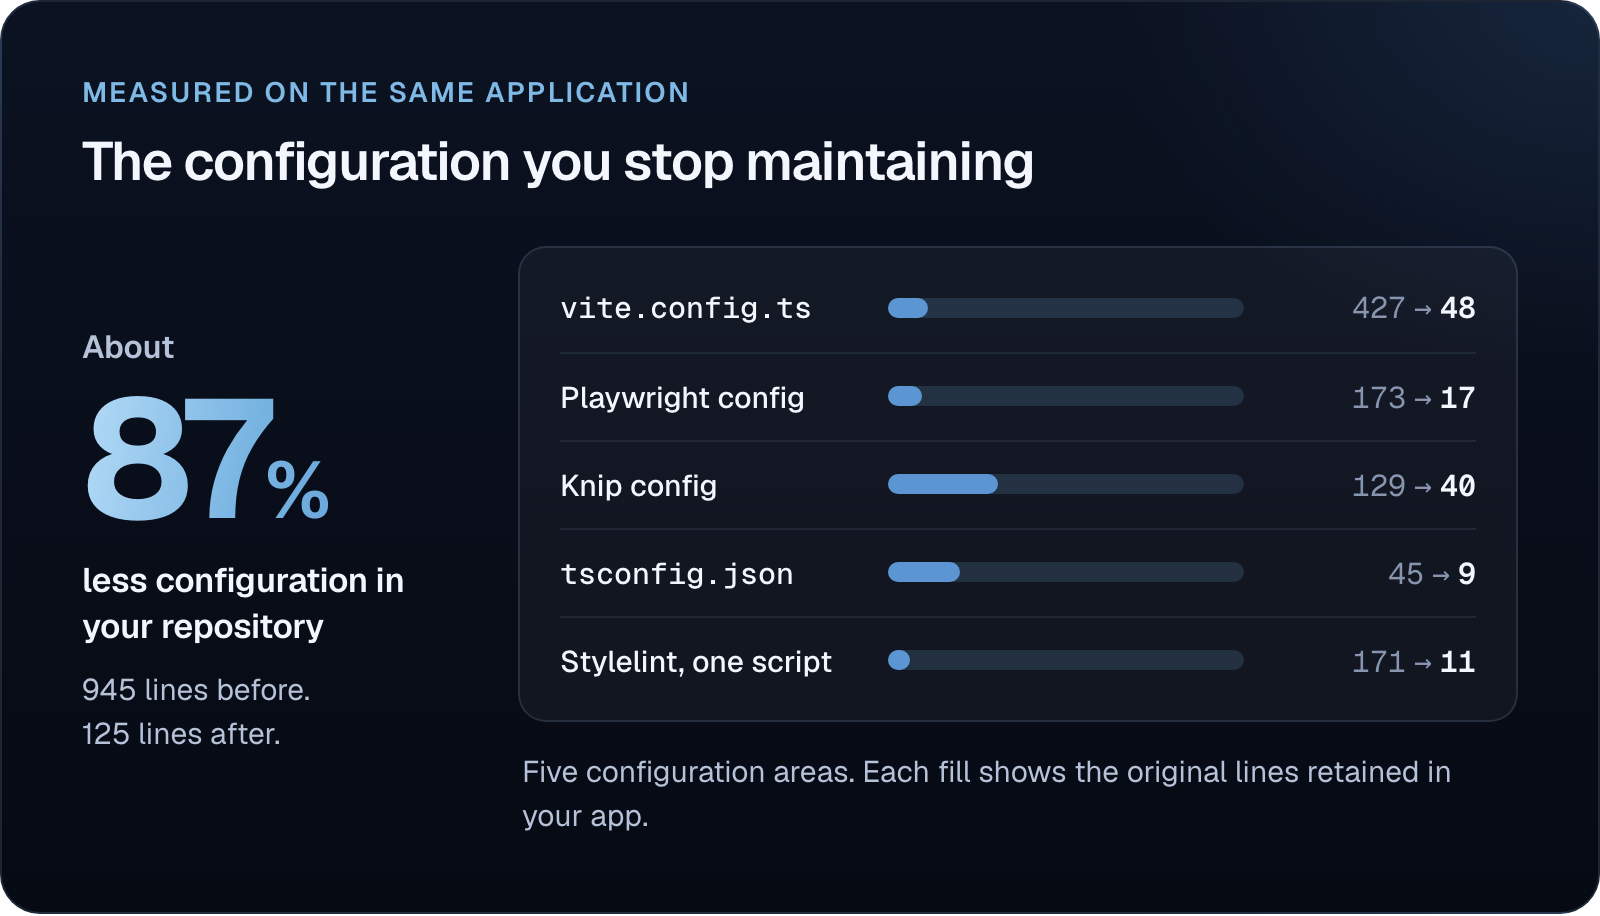 MEASURED ON THE SAME APPLICATION
The configuration you stop maintaining
About
87%
less configuration in
your repository
945 lines before.
125 lines after.
vite.config.ts 427 → 48
Playwright config 173 → 17
Knip config 129 → 40
tsconfig.json 45 → 9
Stylelint, one script 171 → 11
Five configuration areas. Each fill shows the original lines retained in
your app.